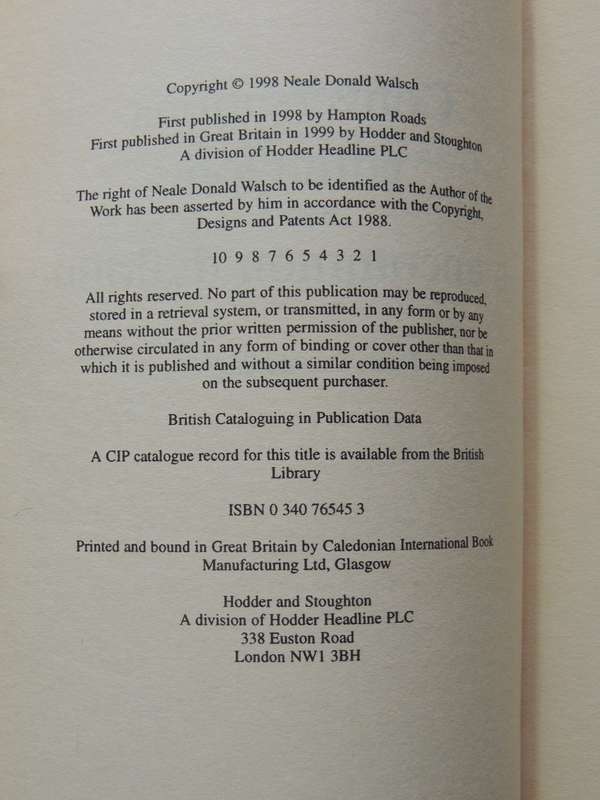 Copyright © 1998 Neale Donald Walsch
First published in 1998 by Hampton Roads
First published in Great Britain in 1999 by Hodder and Stoughton
A division of Hodder Headline PLC
The right of Neale Donald Walsch to be identified as the Author of the
Work has been asserted by him in accordance with the Copyright,
Designs and Patents Act 1988.
10 9 8 7 6 5 4 3 2 1
All rights reserved. No part of this publication may be reproduced,
stored in a retrieval system, or transmitted, in any form or by any
means without the prior written permission of the publisher, nor be
otherwise circulated in any form of binding or cover other than that in
which it is published and without a similar condition being imposed
on the subsequent purchaser.
British Cataloguing in Publication Data
A CIP catalogue record for this title is available from the British
Library
ISBN 0 340 76545 3
Printed and bound in Great Britain by Caledonian International Book
Manufacturing Ltd, Glasgow
Hodder and Stoughton
A division of Hodder Headline PLC
338 Euston Road
London NW1 3BH